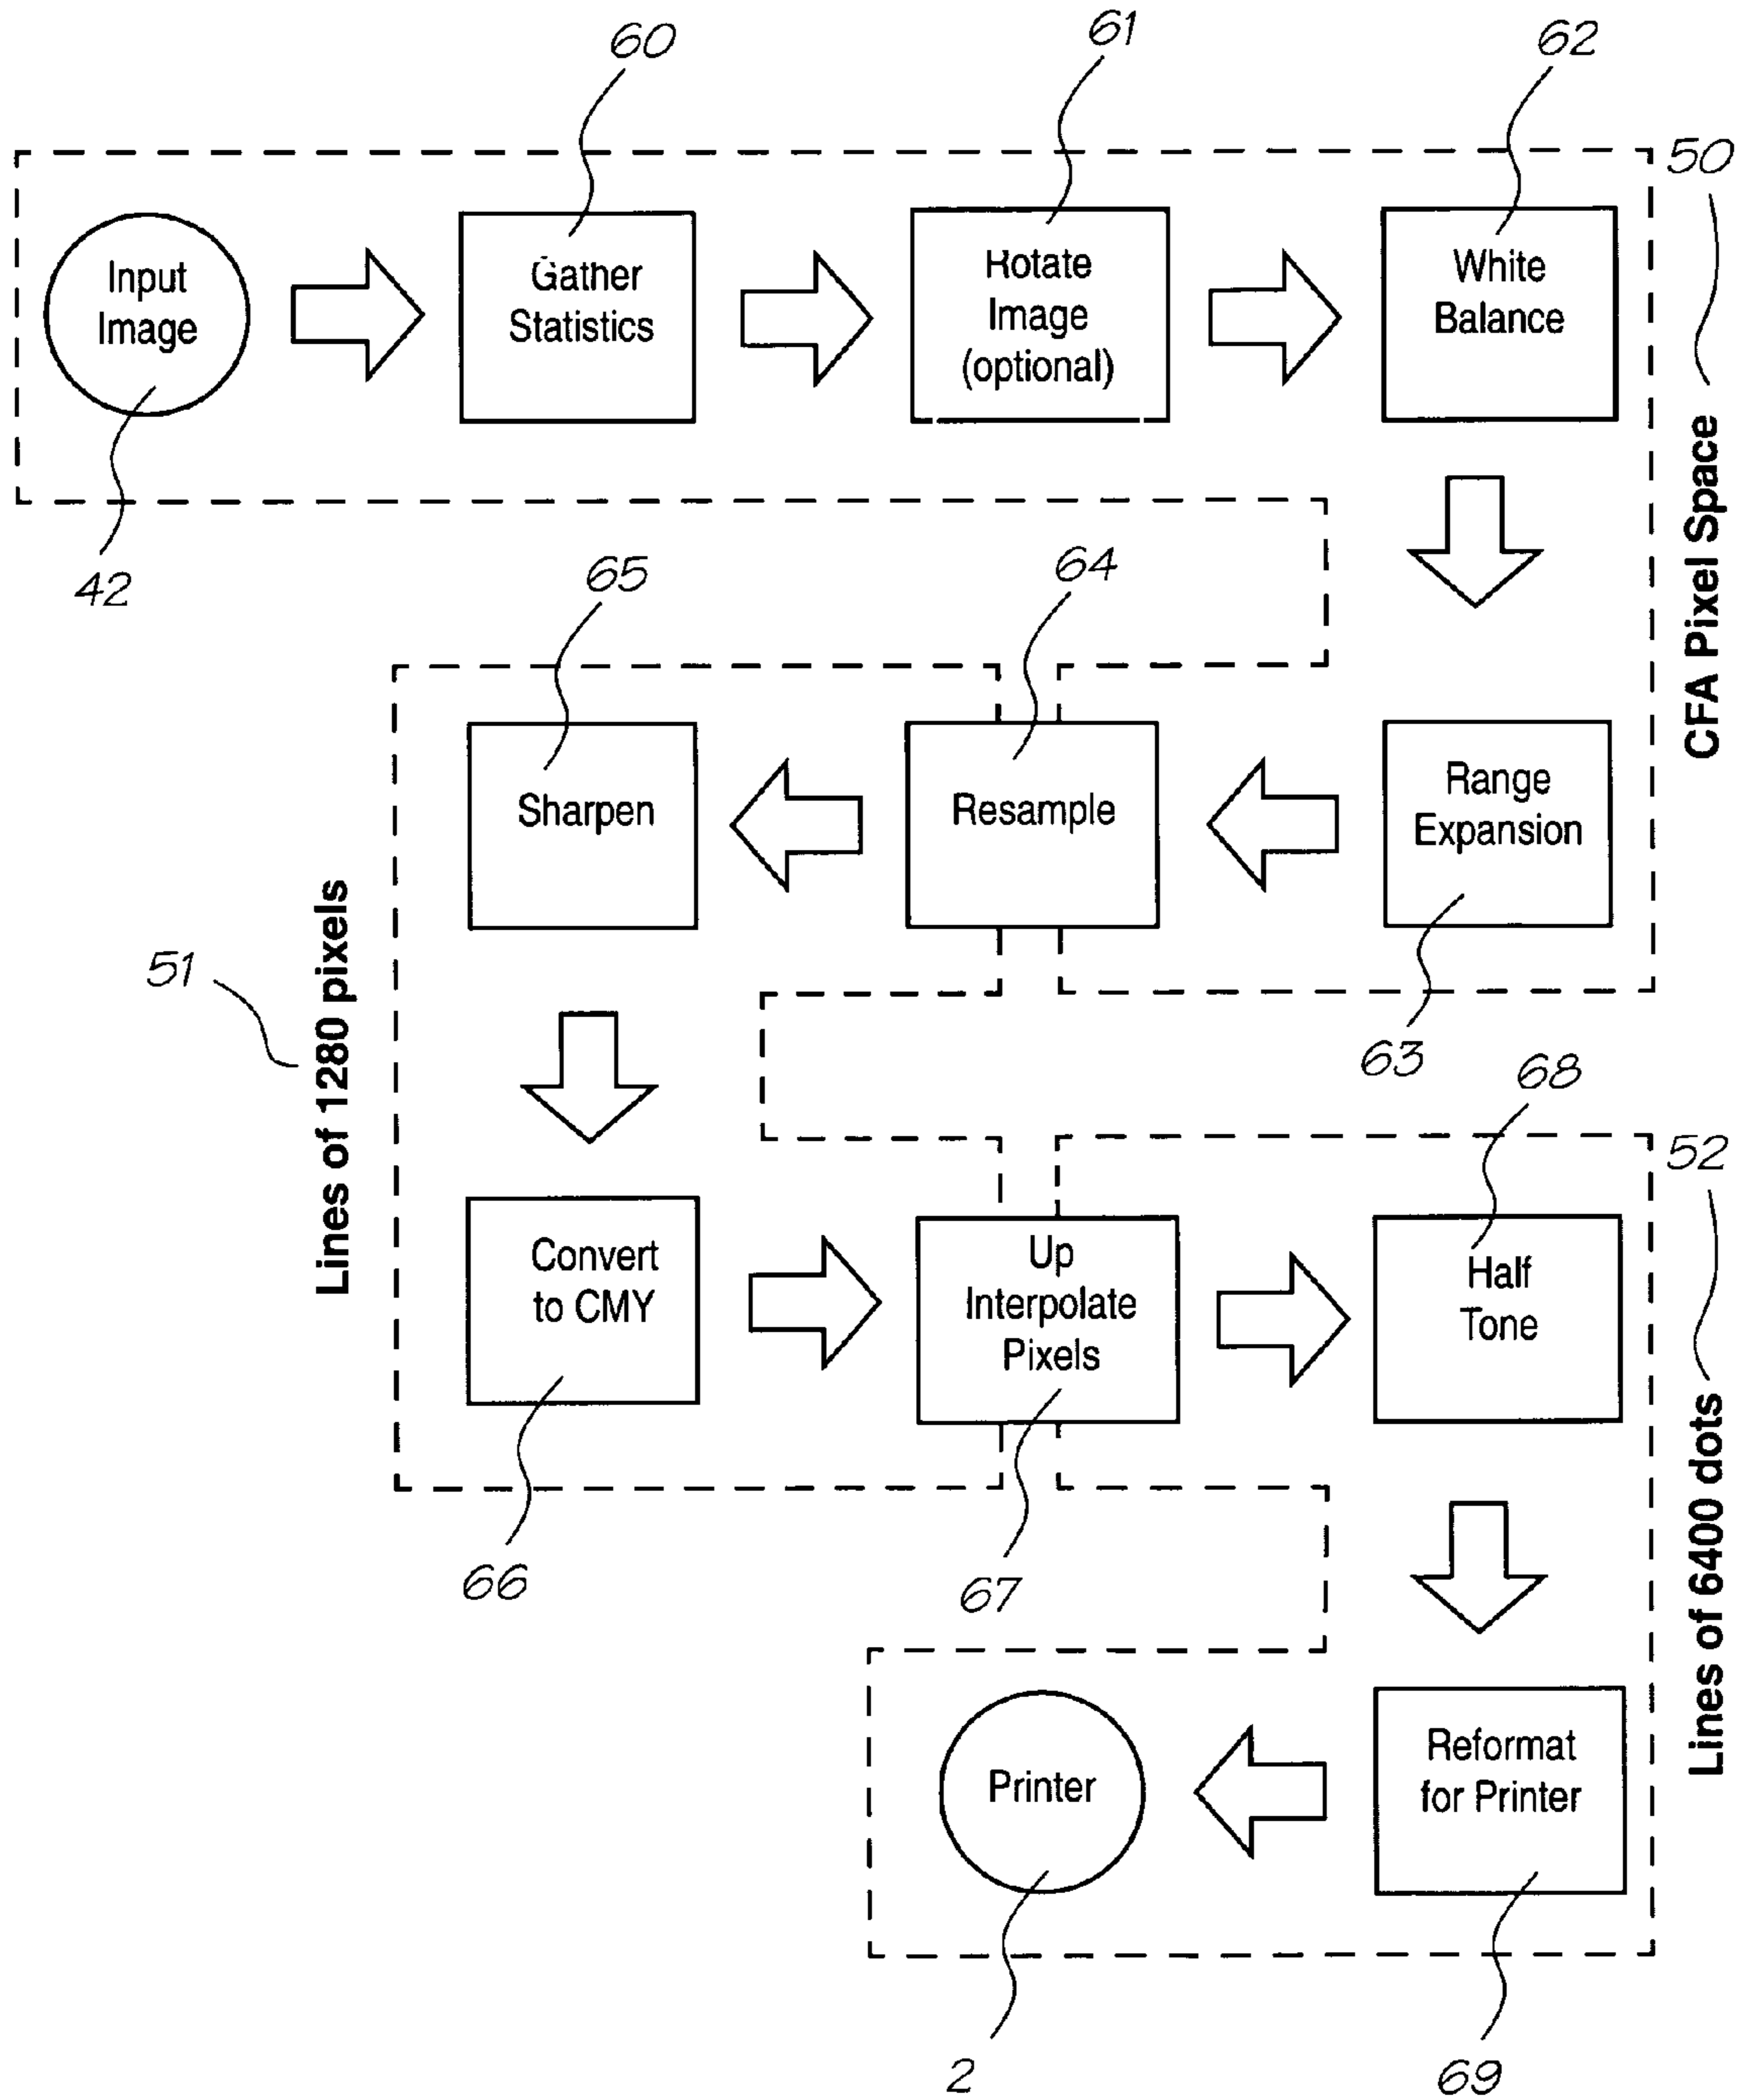 60
61
62
50
Input
Image
Gather
Statistics
Rotate
Image
(optional)
White
Balance
42
CFA Pixel Space
65
64
Sharpen
Resample
Range
Expansion
63
51
Lines of 1280 pixels
68
52
Convert
to CMY
Up
Interpolate
Pixels
Half
Tone
66
67
Lines of 6400 dots
Printer
Reformat
for Printer
2
69